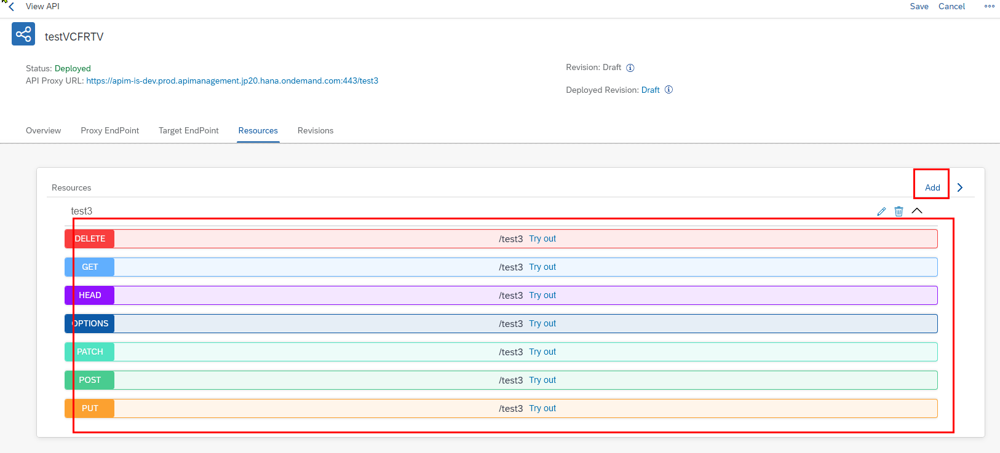 View API
Save Cancel
testVCFRTV
Status: Deployed
Revision: Draft
API Proxy URL: https://apim-is-dev.prod.apimanagement.jp20.hana.ondemand.com:443/test3
Deployed Revision: Draft
Overview Proxy EndPoint Target EndPoint Resources Revisions
Resources Add
test3
DELETE /test3 Try out
GET /test3 Try out
HEAD /test3 Try out
OPTIONS /test3 Try out
PATCH /test3 Try out
POST /test3 Try out
PUT /test3 Try out